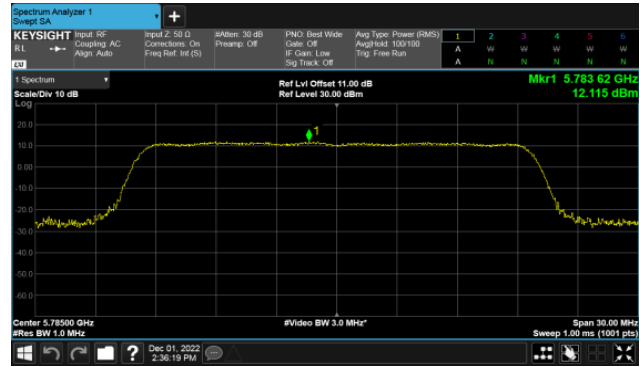 Spectrum Analyzer 1
Swept SA
KEYSIGHT
RL
Input: RF
Coupling: AC
Align: Auto
Input Z: 50 Ω
Corrections: On
Freq Ref: Int (S)
#Atten: 30 dB
Preamp: Off
PNO: Best Wide
Gate: Off
IF Gain: Low
Sig Track: Off
Avg Type: Power (RMS)
Avg|Hold: 100/100
Trig: Free Run
1 2 3 4 5 6
A W W W W W
A N N N N N
1 Spectrum
Scale/Div 10 dB
Ref Lvl Offset 11.00 dB
Ref Level 30.00 dBm
Mkr1 5.783 62 GHz
12.115 dBm
Log
1
20.0
10.0
0.00
-10.0
-20.0
-30.0
-40.0
-50.0
-60.0
Center 5.78500 GHz
#Res BW 1.0 MHz
#Video BW 3.0 MHz*
Span 30.00 MHz
Sweep 1.00 ms (1001 pts)
?
Dec 01, 2022
2:36:19 PM